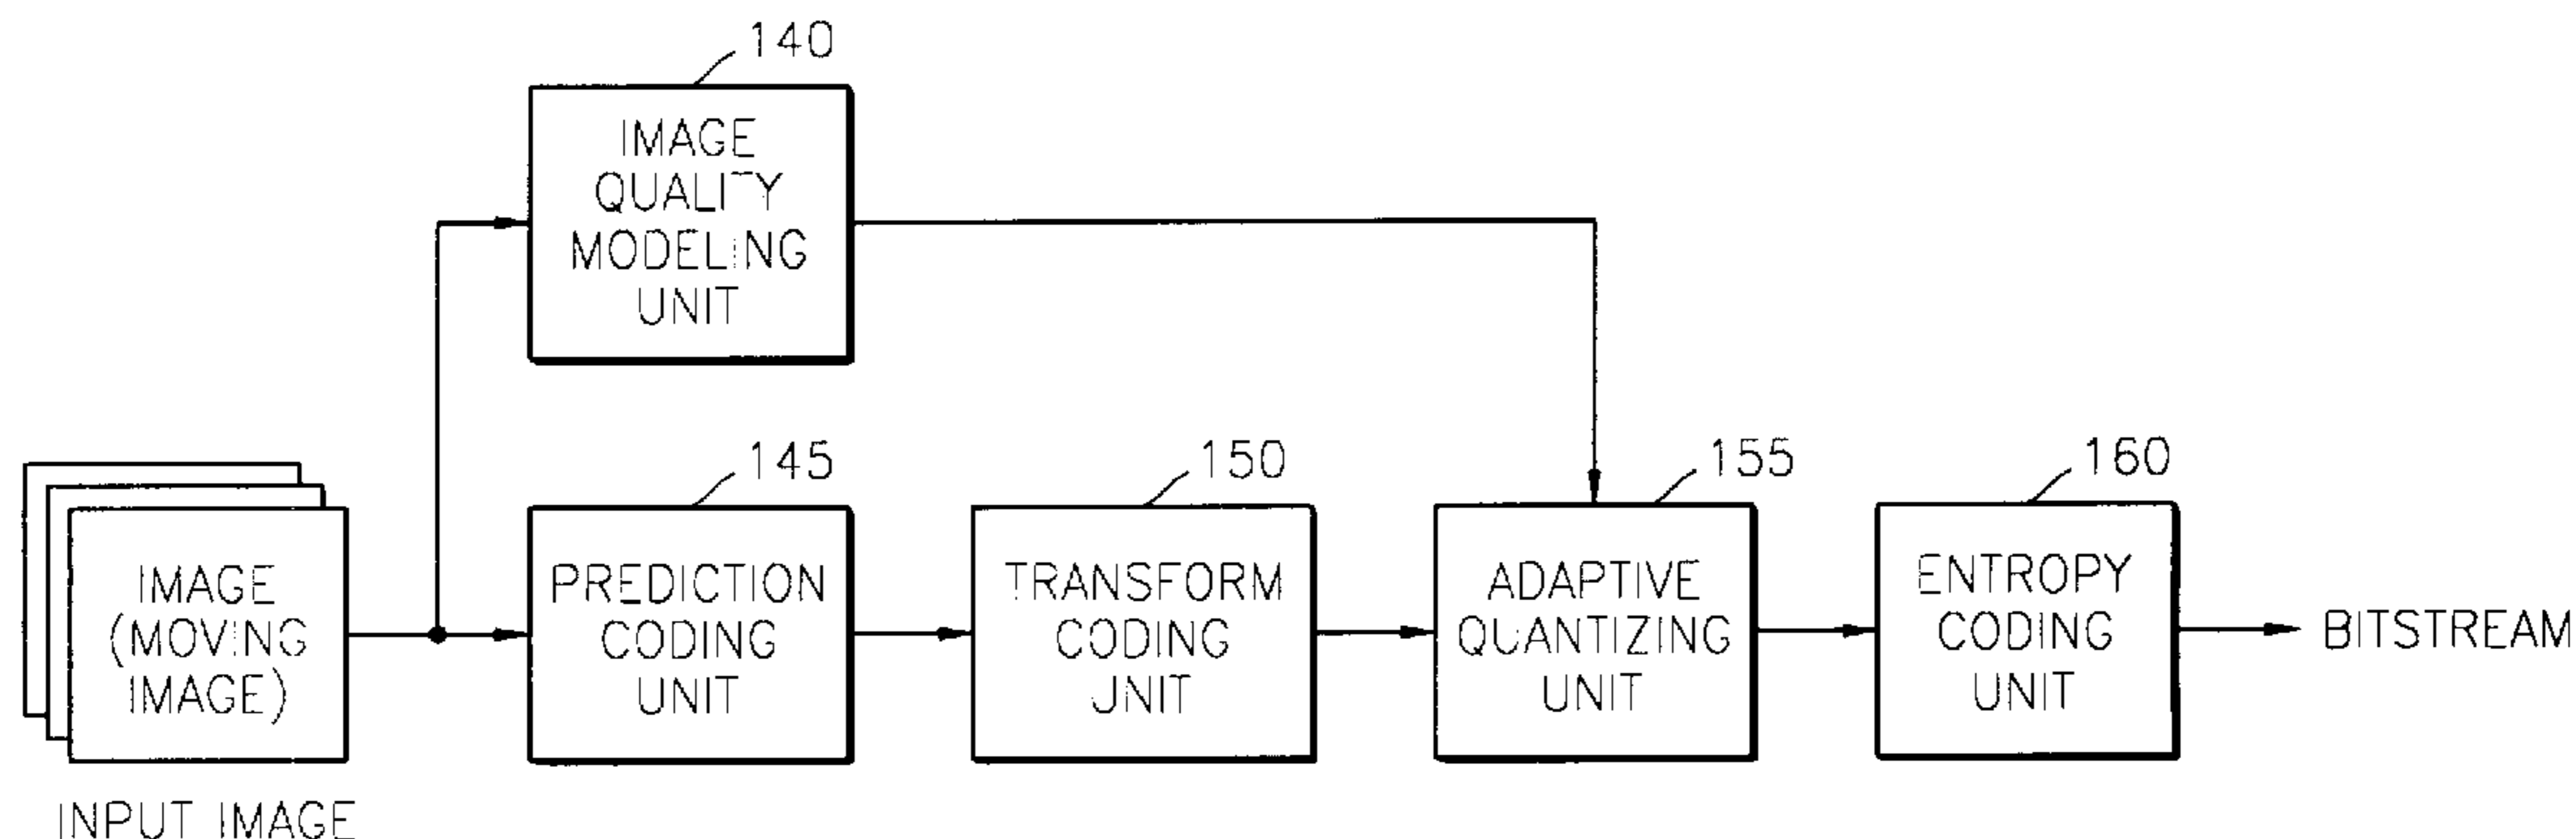 140
IMAGE
QUALITY
MODELING
UNIT
145
150
155
160
IMAGE
(MOVING
IMAGE)
PREDICTION
CODING
UNIT
TRANSFORM
CODING
UNIT
ADAPTIVE
QUANTIZING
UNIT
ENTROPY
CODING
UNIT
BITSTREAM
INPUT IMAGE